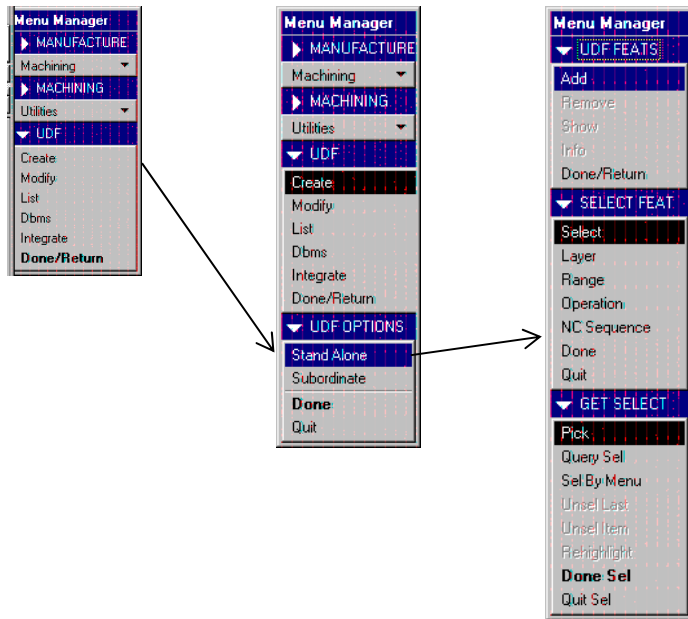 Menu Manager
MANUFACTURE
Machining
MACHINING
Utilities
UDF
Create
Modify
List
Dbms
Integrate
Done/Return
Menu Manager
MANUFACTURE
Machining
MACHINING
Utilities
UDF
Create
Modify
List
Dbms
Integrate
Done/Return
UDF OPTIONS
Stand Alone
Subordinate
Done
Quit
Menu Manager
UDF FEATS
Add
Remove
Show
Info
Done/Return
SELECT FEAT
Select
Layer
Range
Operation
NC Sequence
Done
Quit
GET SELECT
Pick
Query Sel
Sel By Menu
Unsel Last
Unsel Item
Rehighlight
Done Sel
Quit Sel